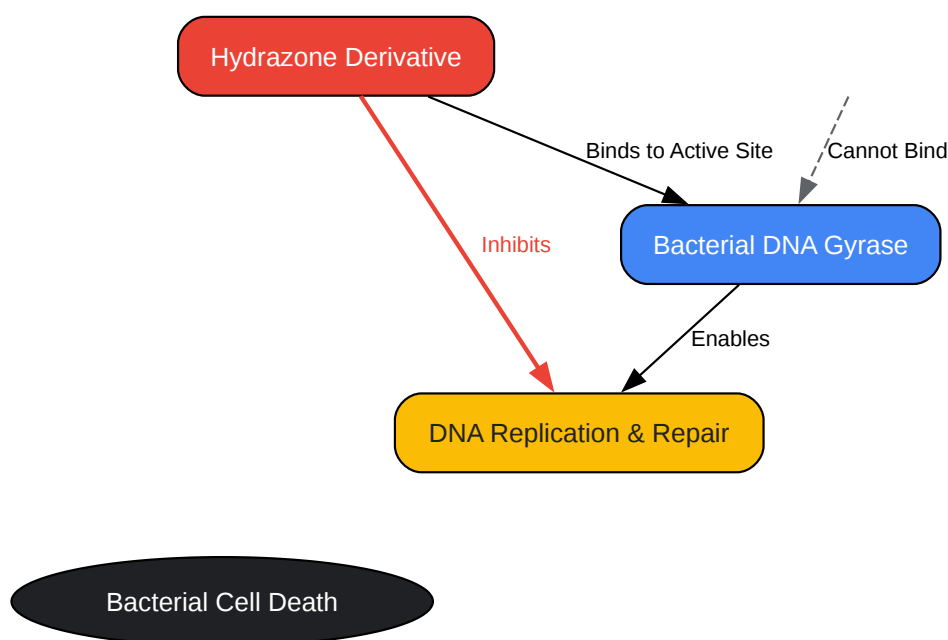 Hydrazone Derivative
Binds to Active Site
Cannot Bind
Inhibits
Bacterial DNA Gyrase
Enables
DNA Replication & Repair
Bacterial Cell Death